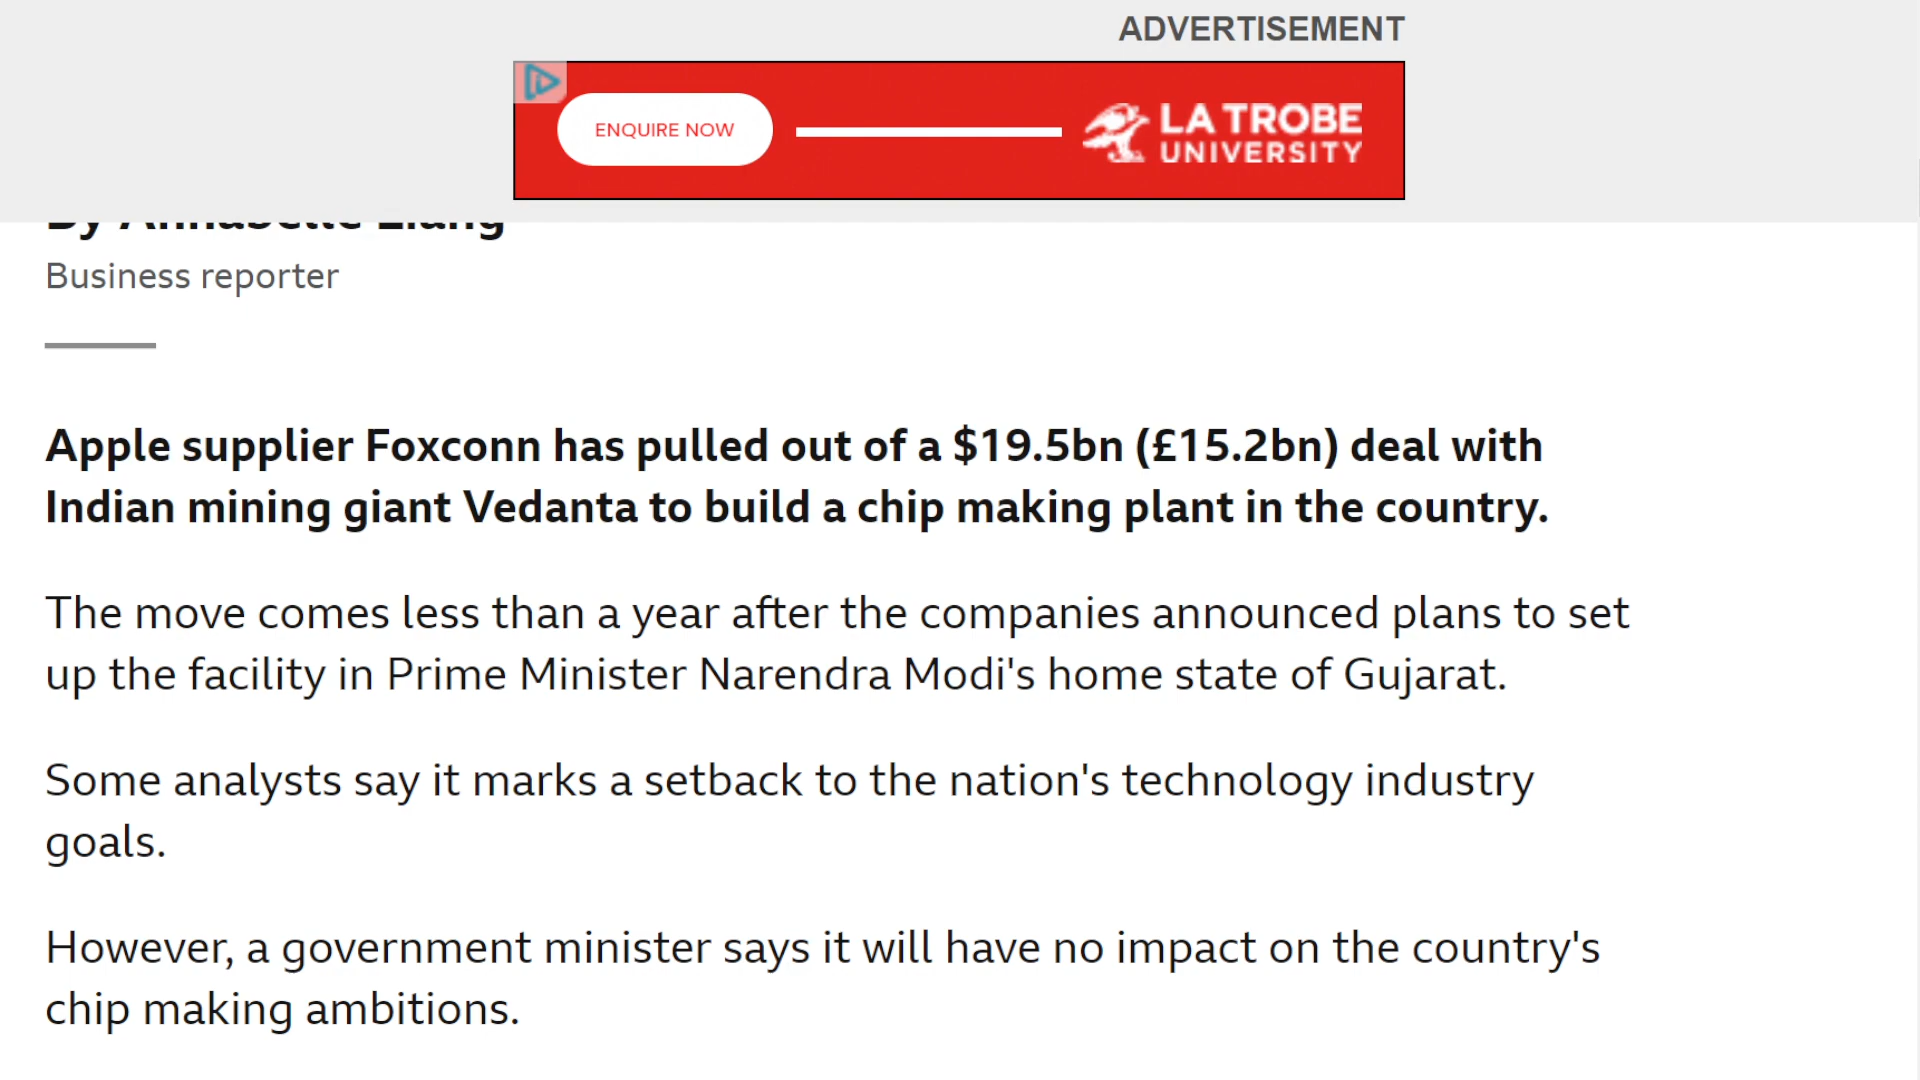 ADVERTISEMENT
ENQUIRE NOW
LA TROBE
UNIVERSITY
By Annabelle Liang
Business reporter
Apple supplier Foxconn has pulled out of a $19.5bn (£15.2bn) deal with
Indian mining giant Vedanta to build a chip making plant in the country.
The move comes less than a year after the companies announced plans to set
up the facility in Prime Minister Narendra Modi's home state of Gujarat.
Some analysts say it marks a setback to the nation's technology industry
goals.
However, a government minister says it will have no impact on the country's
chip making ambitions.